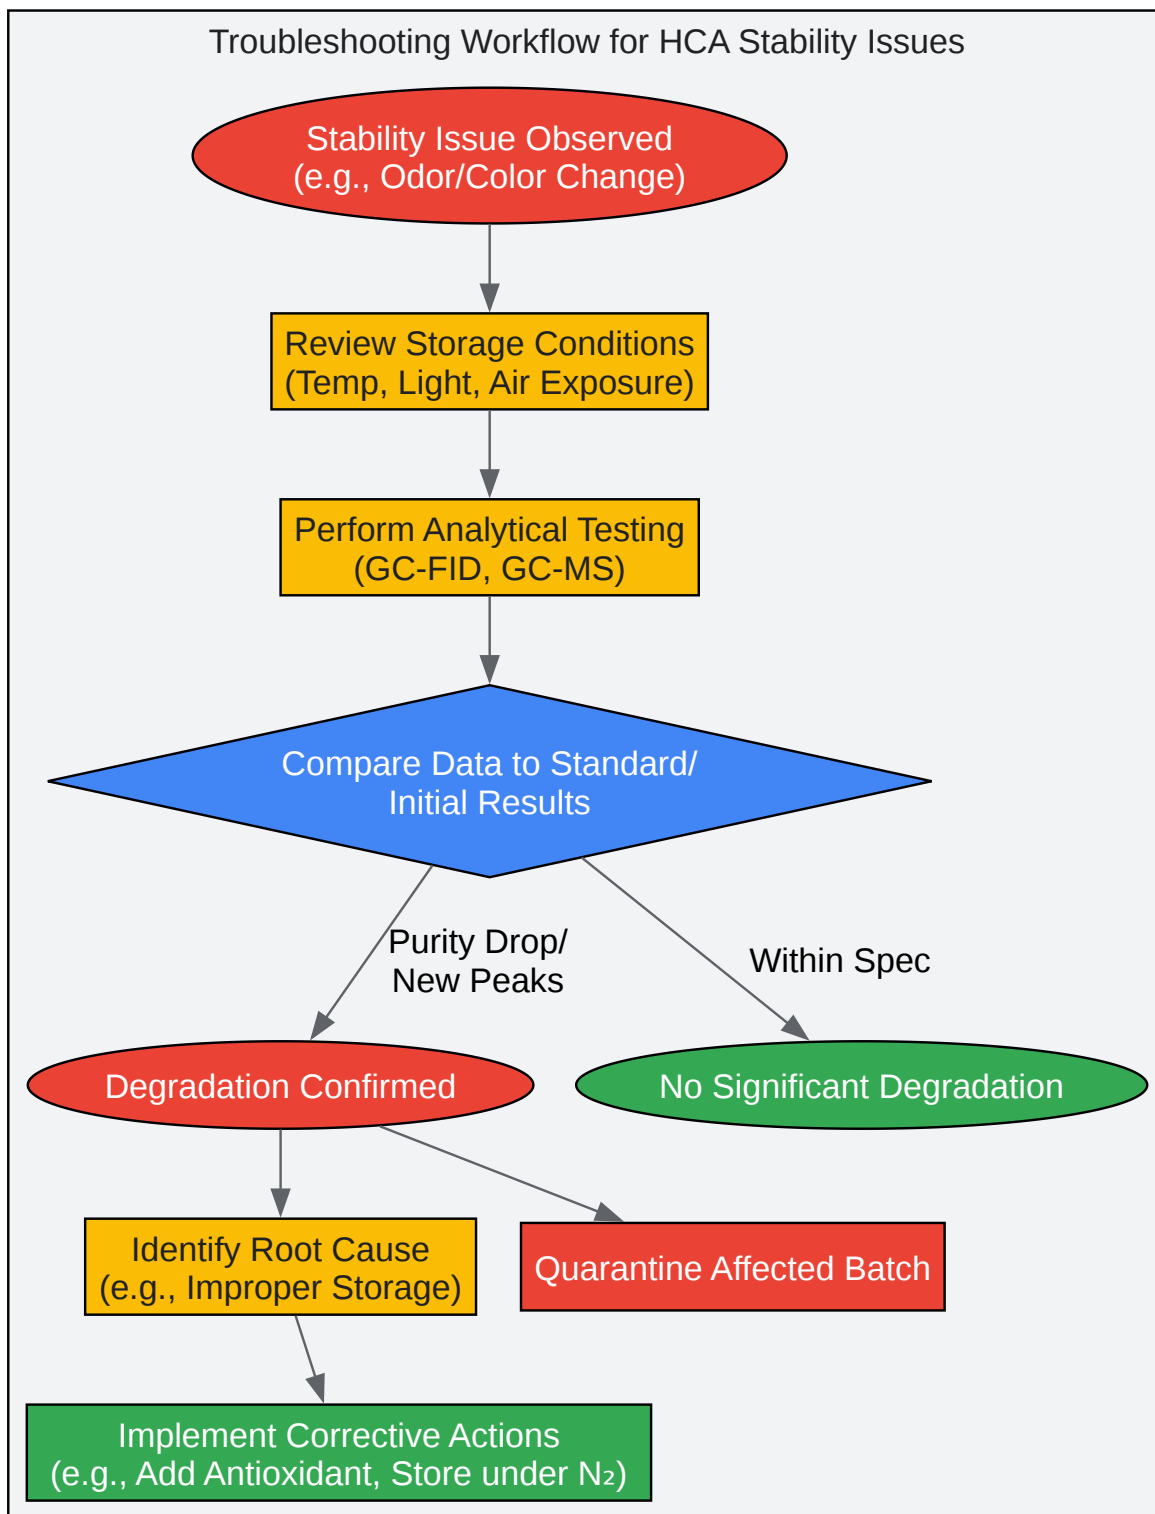 Troubleshooting Workflow for HCA Stability Issues
Stability Issue Observed
(e.g., Odor/Color Change)
Review Storage Conditions
(Temp, Light, Air Exposure)
Perform Analytical Testing
(GC-FID, GC-MS)
Compare Data to Standard/
Initial Results
Purity Drop/
New Peaks
Within Spec
Degradation Confirmed
No Significant Degradation
Identify Root Cause
(e.g., Improper Storage)
Quarantine Affected Batch
Implement Corrective Actions
(e.g., Add Antioxidant, Store under N₂)